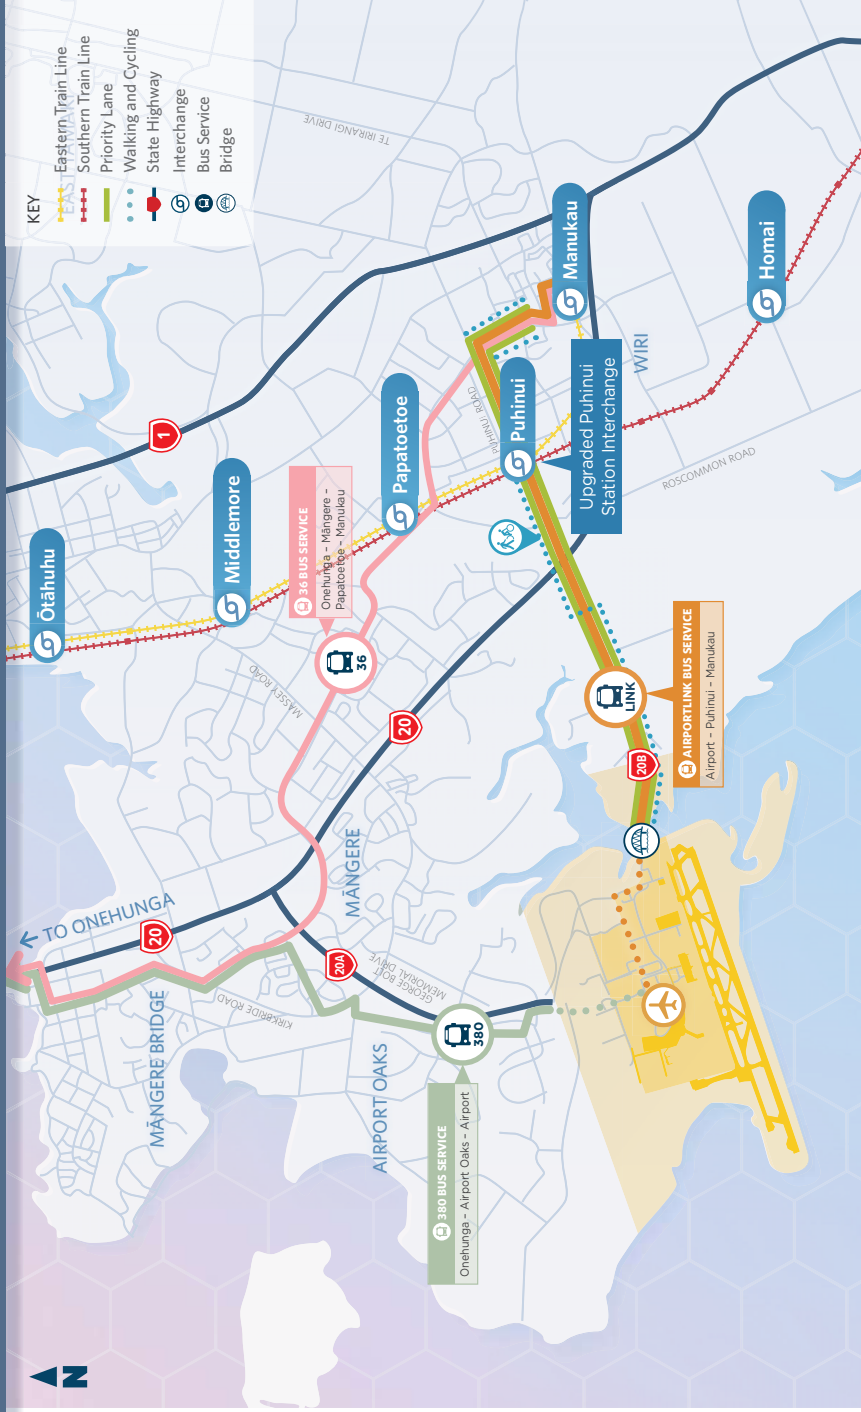 KEY
Eastern Train Line
Southern Train Line
Priority Lane
Walking and Cycling
State Highway
Interchange
Bus Service
Bridge
TE IRIRANGI DRIVE
1
Ōtāhuhu
Middlemore
Papatoetoe
Puhinui
Manukau
Homai
36 BUS SERVICE
Onehunga – Māngere –
Papatoetoe – Manukau
36
MASSEY ROAD
PUHINUI ROAD
Upgraded Puhinui
Station Interchange
WIRI
ROSCOMMON ROAD
20
LINK
AIRPORTLINK BUS SERVICE
Airport – Puhinui – Manukau
20B
MĀNGERE
TO ONEHUNGA
20
20A
GEORGE BOLT
MEMORIAL DRIVE
KIRKBRIDE ROAD
MĀNGERE BRIDGE
AIRPORT OAKS
380
380 BUS SERVICE
Onehunga – Airport Oaks – Airport
N